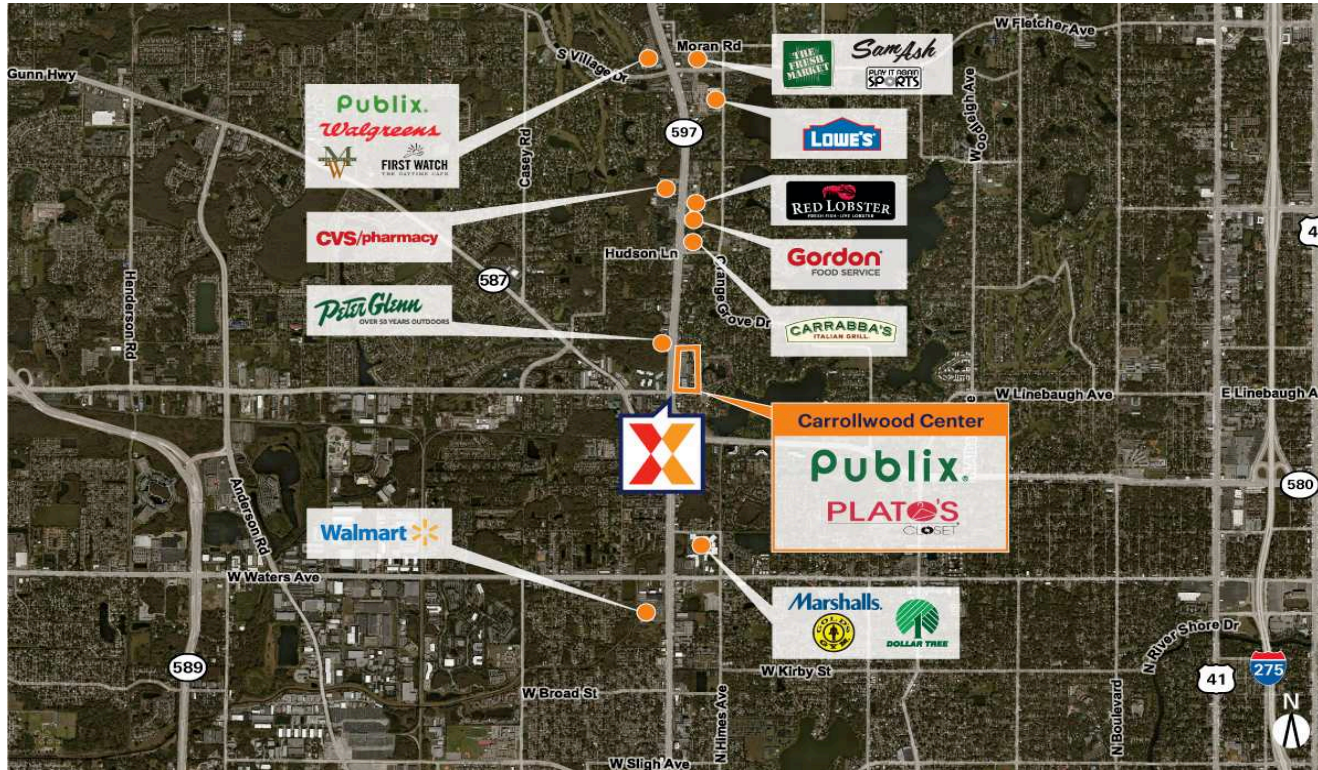 W Fletcher Ave
Moran Rd
S Village Dr
Gunn Hwy
THE
FRESH
MARKET
Sam Ash
PLAY IT AGAIN
SPORTS
Publix.
Walgreens
MW
FIRST WATCH
THE DAYTIME CAFE
597
LOWE'S
Casey Rd
Woodleigh Ave
RED LOBSTER
FRESH FISH • LIVE LOBSTER
CVS/pharmacy
Hudson Ln
Gordon
FOOD SERVICE
Orange Grove Dr
4
Henderson Rd
587
Peter Glenn
OVER 50 YEARS OUTDOORS
CARRABBA'S
ITALIAN GRILL
W Linebaugh Ave
E Linebaugh A
Carrollwood Center
Publix.
PLATO'S
CLOSET
580
Anderson Rd
Walmart
W Waters Ave
Marshalls.
GOLD'S
GYM
DOLLAR TREE
N River Shore Dr
589
W Kirby St
W Broad St
41
275
N Himes Ave
N Boulevard
N
W Sligh Ave